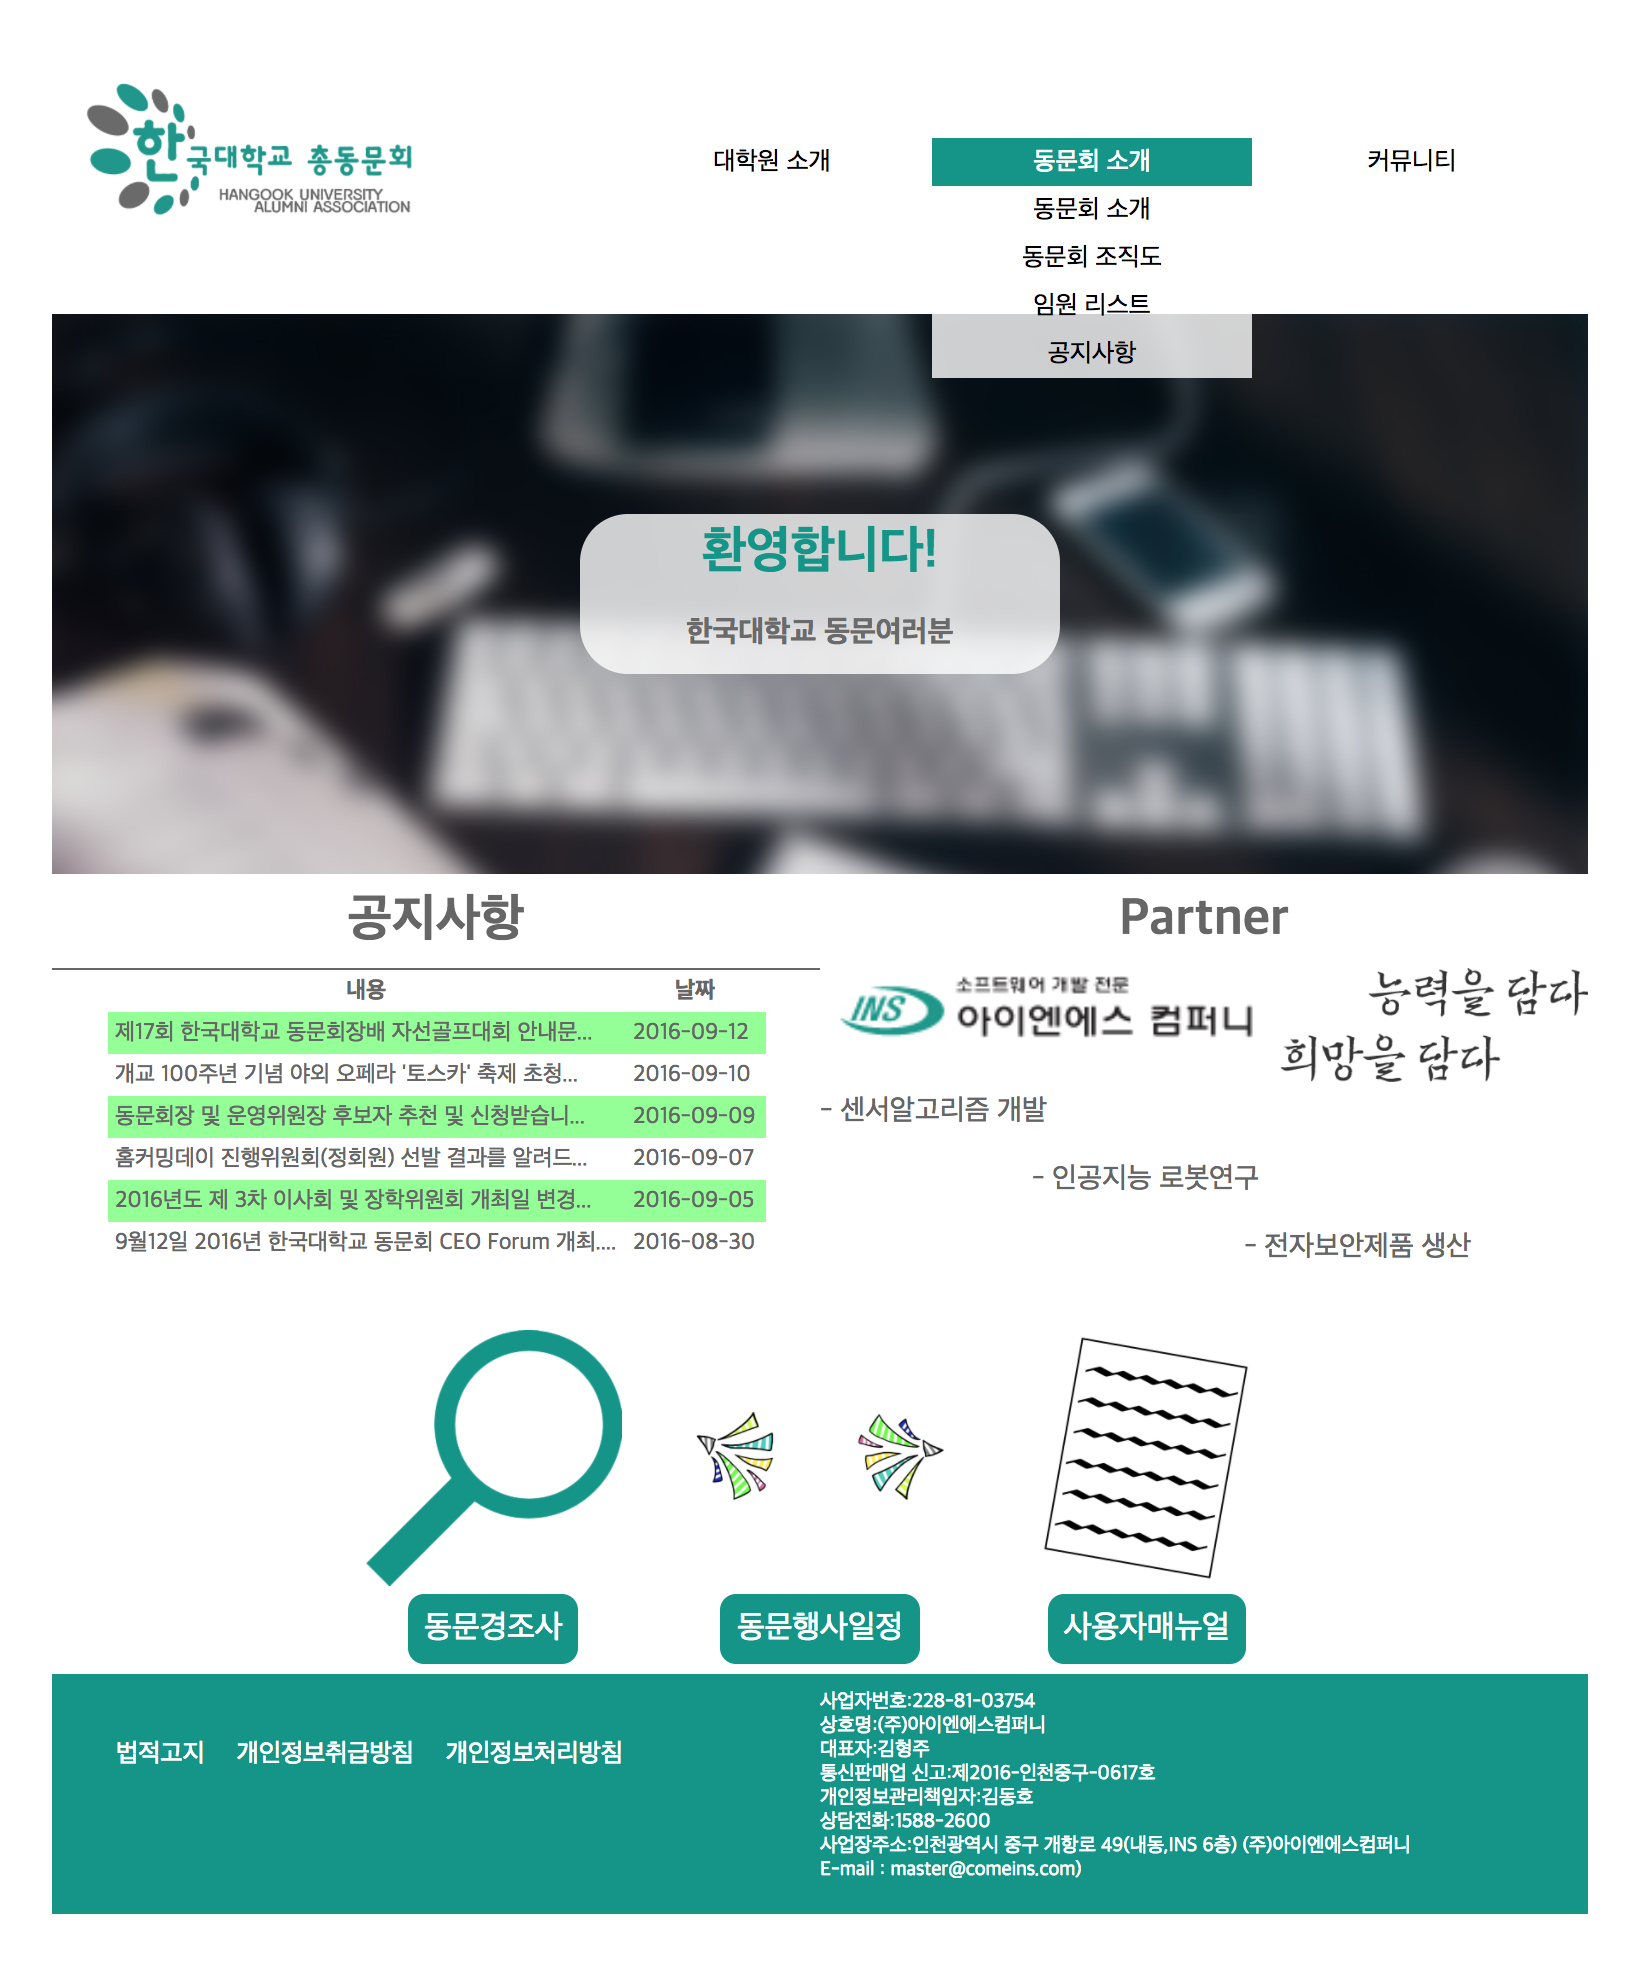 한국대학교 총동문회
HANGOOK UNIVERSITY
ALUMNI ASSOCIATION
대학원 소개
동문회 소개
커뮤니티
동문회 소개
동문회 조직도
임원 리스트
공지사항
환영합니다!
한국대학교 동문여러분
공지사항
내용 날짜
제17회 한국대학교 동문회장배 자선골프대회 안내문... 2016-09-12
개교 100주년 기념 야외 오페라 '토스카' 축제 초청... 2016-09-10
동문회장 및 운영위원장 후보자 추천 및 신청받습니... 2016-09-09
홈커밍데이 진행위원회(정회원) 선발 결과를 알려드... 2016-09-07
2016년도 제 3차 이사회 및 장학위원회 개최일 변경... 2016-09-05
9월12일 2016년 한국대학교 동문회 CEO Forum 개최.... 2016-08-30
Partner
INS
소프트웨어 개발 전문
아이엔에스 컴퍼니
능력을 담다
희망을 담다
- 센서알고리즘 개발
- 인공지능 로봇연구
- 전자보안제품 생산
동문경조사
동문행사일정
사용자매뉴얼
법적고지 개인정보취급방침 개인정보처리방침
사업자번호:228-81-03754
상호명:(주)아이엔에스컴퍼니
대표자:김형주
통신판매업 신고:제2016-인천중구-0617호
개인정보관리책임자:김동호
상담전화:1588-2600
사업장주소:인천광역시 중구 개항로 49(내동,INS 6층) (주)아이엔에스컴퍼니
E-mail : master@comeins.com)